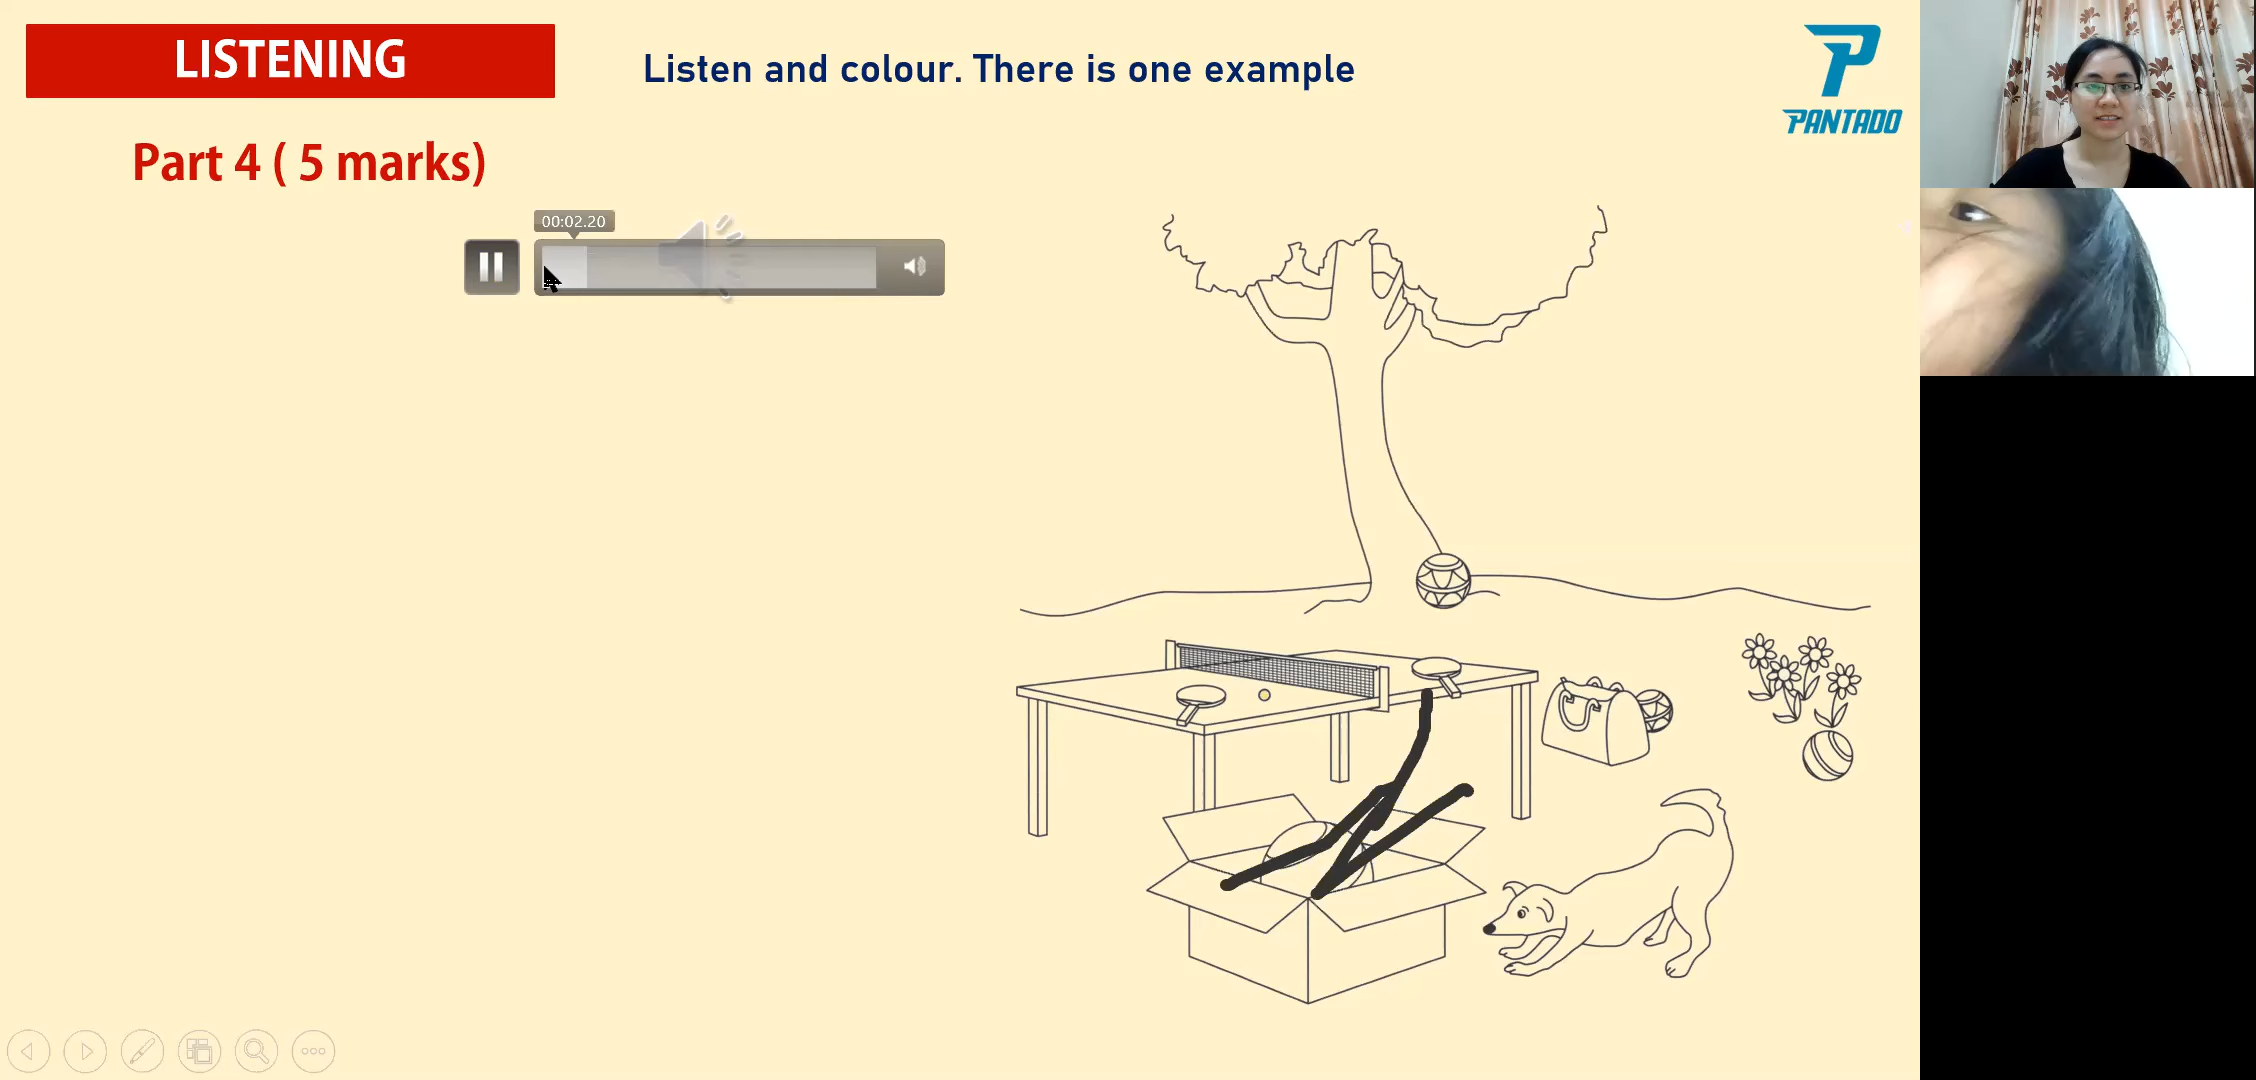 LISTENING
Listen and colour. There is one example
PANTADO
Part 4 ( 5 marks)
00:02.20